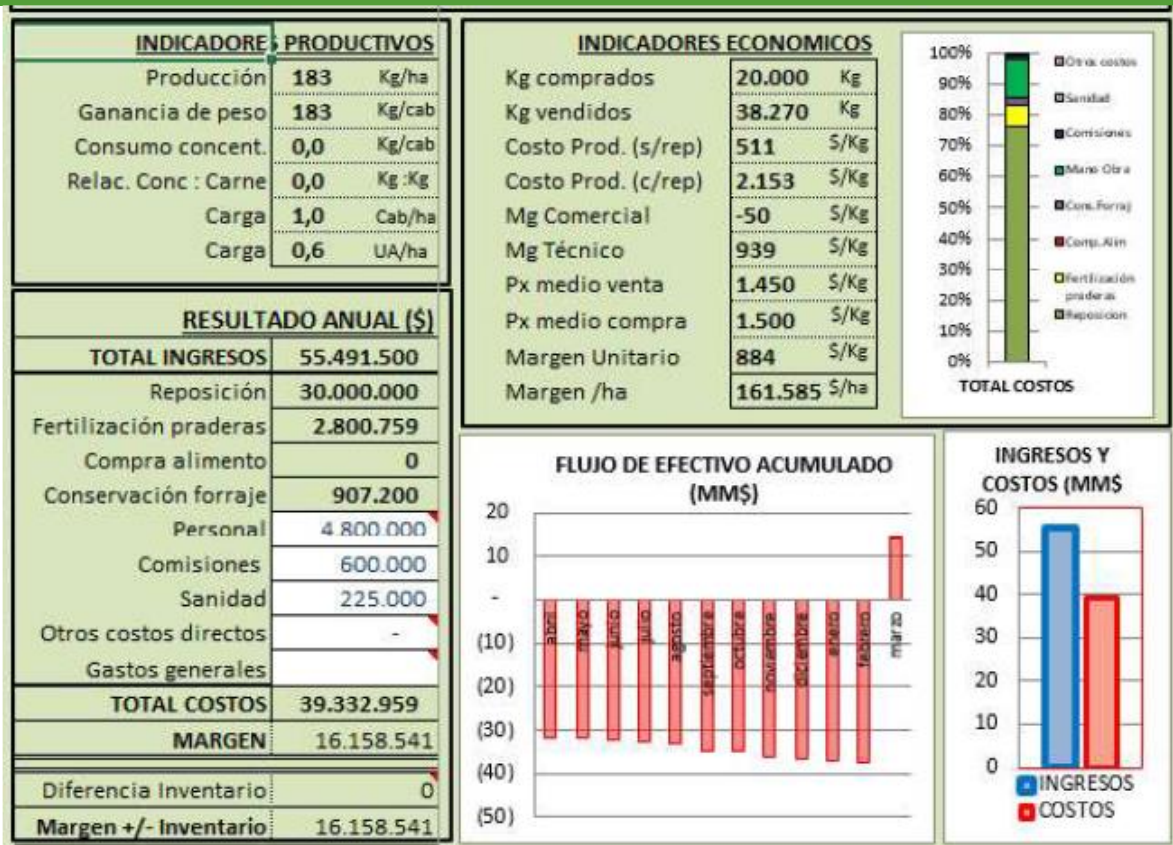 INDICADORES PRODUCTIVOS
Producción 183 Kg/ha
Ganancia de peso 183 Kg/cab
Consumo concent. 0,0 Kg/cab
Relac. Conc : Carne 0,0 Kg :Kg
Carga 1,0 Cab/ha
Carga 0,6 UA/ha
RESULTADO ANUAL ($)
TOTAL INGRESOS 55.491.500
Reposición 30.000.000
Fertilización praderas 2.800.759
Compra alimento 0
Conservación forraje 907.200
Personal 4.800.000
Comisiones 600.000
Sanidad 225.000
Otros costos directos -
Gastos generales
TOTAL COSTOS 39.332.959
MARGEN 16.158.541
Diferencia Inventario 0
Margen +/- Inventario 16.158.541
INDICADORES ECONOMICOS
Kg comprados 20.000 Kg
Kg vendidos 38.270 Kg
Costo Prod. (s/rep) 511 $/Kg
Costo Prod. (c/rep) 2.153 $/Kg
Mg Comercial -50 $/Kg
Mg Técnico 939 $/Kg
Px medio venta 1.450 $/Kg
Px medio compra 1.500 $/Kg
Margen Unitario 884 $/Kg
Margen /ha 161.585 $/ha
100%
90%
80%
70%
60%
50%
40%
30%
20%
10%
0%
TOTAL COSTOS
Otros costos
Sanidad
Comisiones
Mano Obra
Cons.Forraj
Comp.Alin
Fertilización
praderas
Reposicion
FLUJO DE EFECTIVO ACUMULADO
(MM$)
20
10
-
(10)
(20)
(30)
(40)
(50)
abril
mayo
junio
julio
agosto
septiembre
octubre
noviembre
diciembre
enero
febrero
marzo
INGRESOS Y
COSTOS (MM$
60
50
40
30
20
10
0
INGRESOS
COSTOS